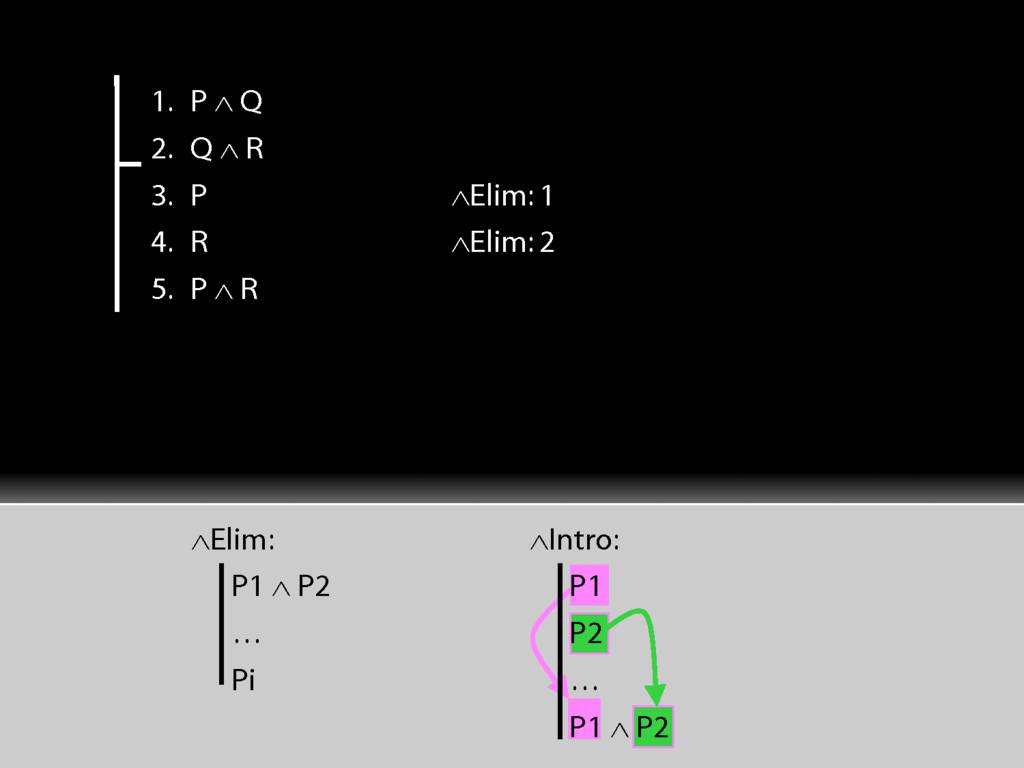 1. P ∧ Q
2. Q ∧ R
3. P ∧Elim: 1
4. R ∧Elim: 2
5. P ∧ R
∧Elim:
P1 ∧ P2
…
Pi
∧Intro:
P1
P2
…
P1 ∧ P2